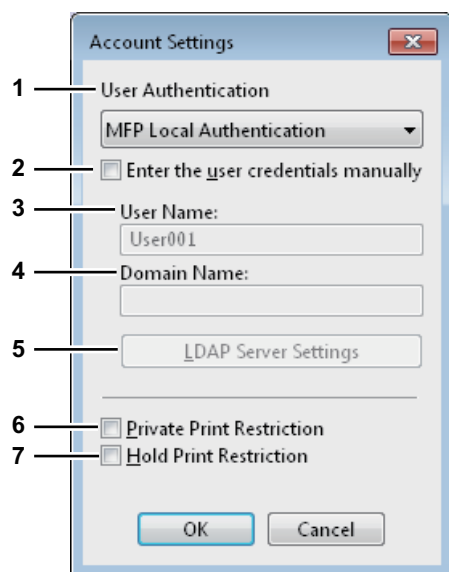 Account Settings
1 User Authentication
MFP Local Authentication
2 Enter the user credentials manually
3 User Name:
User001
4 Domain Name:
5 LDAP Server Settings
6 Private Print Restriction
7 Hold Print Restriction
OK Cancel